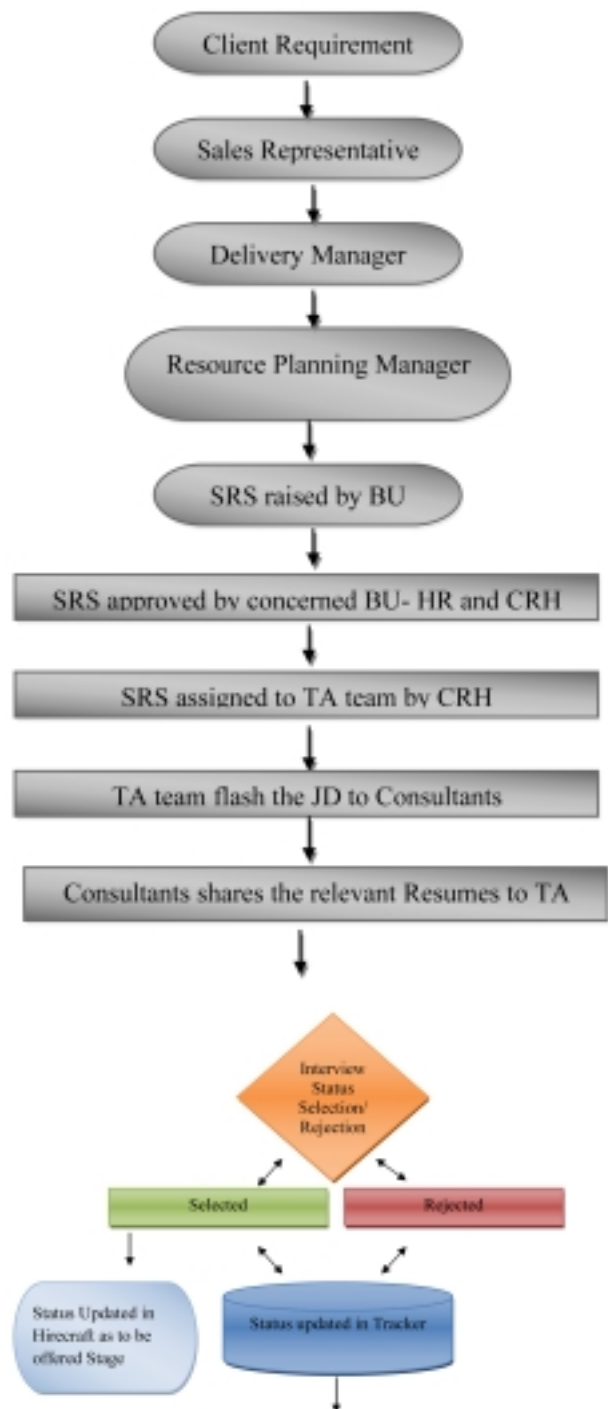 Client Requirement
Sales Representative
Delivery Manager
Resource Planning Manager
SRS raised by BU
SRS approved by concerned BU- HR and CRH
SRS assigned to TA team by CRH
TA team flash the JD to Consultants
Consultants shares the relevant Resumes to TA
Interview
Status
Selection/
Rejection
Selected
Rejected
Status Updated in
Hirecraft as to be
offered Stage
Status updated in Tracker